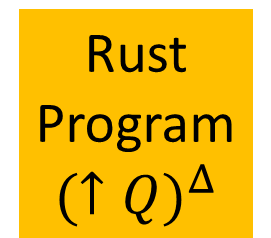 Rust
Program
(↑ Q)^Δ